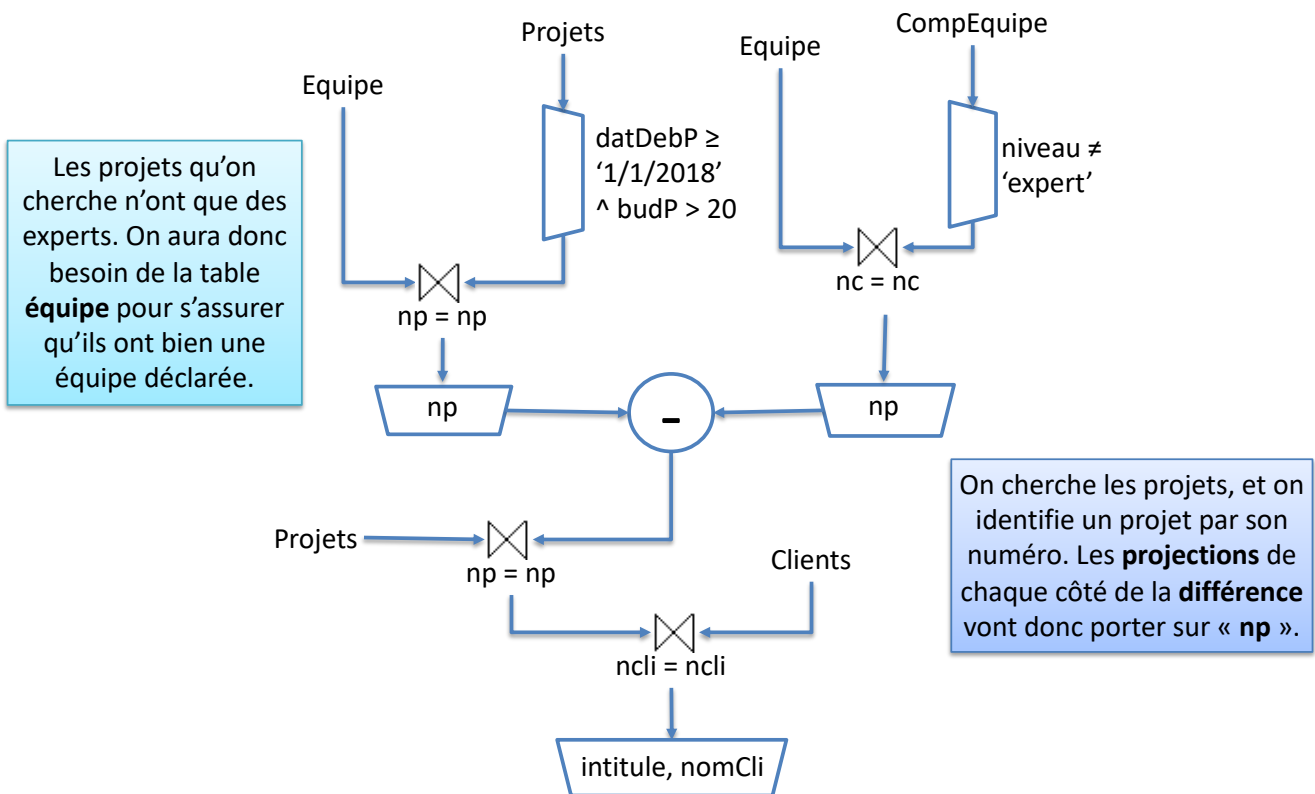 Projets
CompEquipe
Equipe
Equipe
Les projets qu’on
cherche n’ont que des
experts. On aura donc
besoin de la table
équipe pour s’assurer
qu’ils ont bien une
équipe déclarée.
datDebP ≥
‘1/1/2018’
^ budP > 20
niveau ≠
‘expert’
np = np
nc = nc
np
-
np
On cherche les projets, et on
identifie un projet par son
numéro. Les projections de
chaque côté de la différence
vont donc porter sur « np ».
Projets
np = np
Clients
ncli = ncli
intitule, nomCli